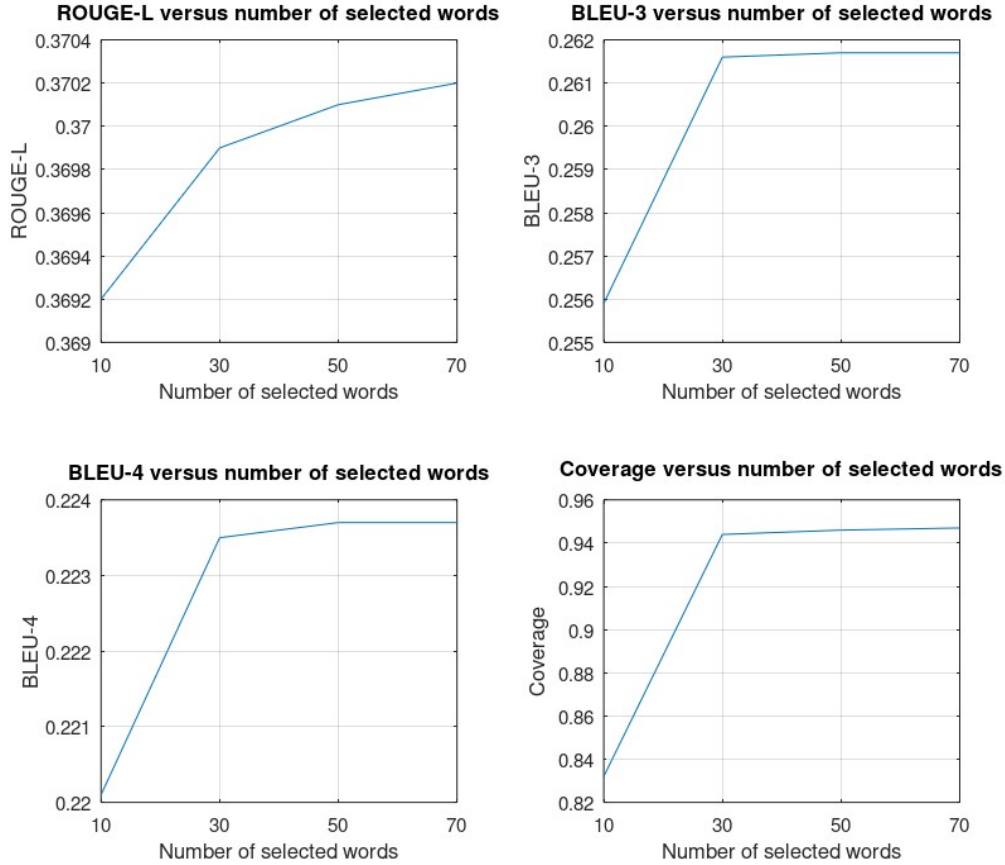 ROUGE-L versus number of selected words
0.3704
0.3702
0.37
0.3698
0.3696
0.3694
0.3692
0.369
ROUGE-L
10 30 50 70
Number of selected words
BLEU-3 versus number of selected words
0.262
0.261
0.26
0.259
0.258
0.257
0.256
0.255
BLEU-3
10 30 50 70
Number of selected words
BLEU-4 versus number of selected words
0.224
0.223
0.222
0.221
0.22
BLEU-4
10 30 50 70
Number of selected words
Coverage versus number of selected words
0.96
0.94
0.92
0.9
0.88
0.86
0.84
0.82
Coverage
10 30 50 70
Number of selected words